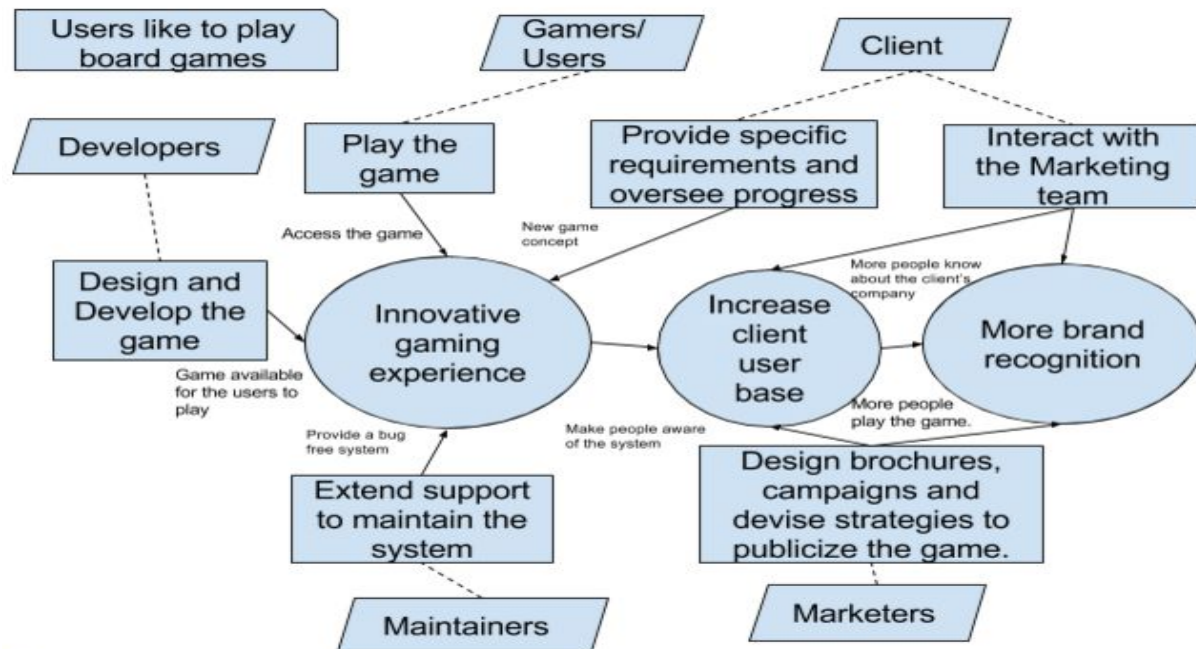 Users like to play
board games
Gamers/
Users
Client
Developers
Play the
game
Provide specific
requirements and
oversee progress
Interact with
the Marketing
team
Access the game
New game
concept
Design and
Develop the
game
Innovative
gaming
experience
Increase
client
user
base
More people know
about the client's
company
More brand
recognition
Game available
for the users to
play
Provide a bug
free system
Make people aware
of the system
More people
play the game.
Extend support
to maintain the
system
Design brochures,
campaigns and
devise strategies to
publicize the game.
Maintainers
Marketers